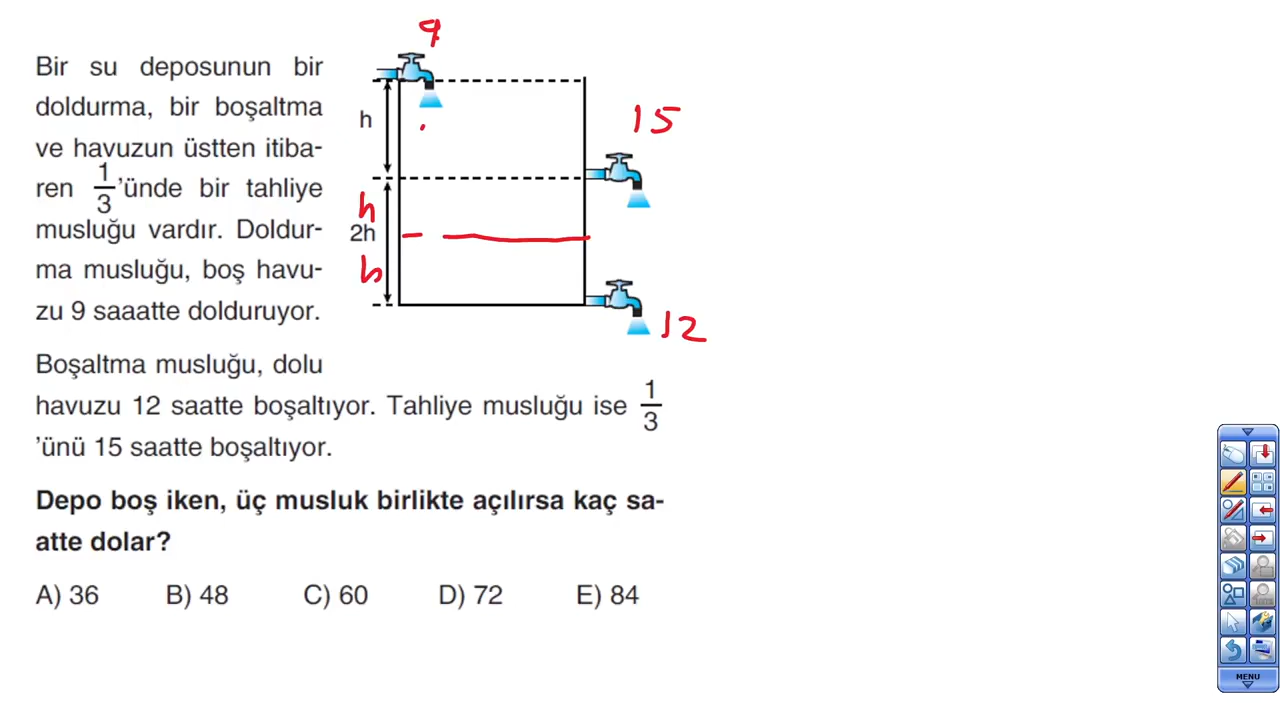 Bir su deposunun bir
doldurma, bir boşaltma
ve havuzun üstten itiba-
ren 1/3 'ünde bir tahliye
musluğu vardır. Doldur-
ma musluğu, boş havu-
zu 9 saaatte dolduruyor.
Boşaltma musluğu, dolu
havuzu 12 saatte boşaltıyor. Tahliye musluğu ise 1/3
'ünü 15 saatte boşaltıyor.
Depo boş iken, üç musluk birlikte açılırsa kaç sa-
atte dolar?
A) 36 B) 48 C) 60 D) 72 E) 84
9
h
15
h
2h
h
12
MENU